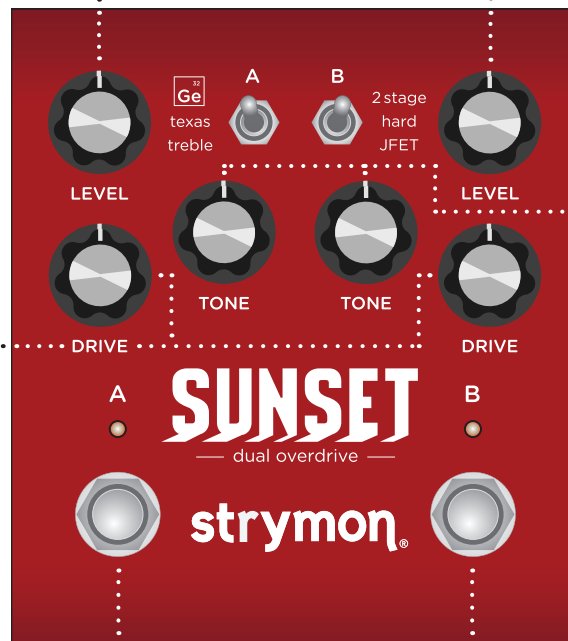 A
B
32
Ge
texas
treble
2 stage
hard
JFET
LEVEL
LEVEL
TONE
TONE
DRIVE
DRIVE
A
B
SUNSET
dual overdrive
strymon®